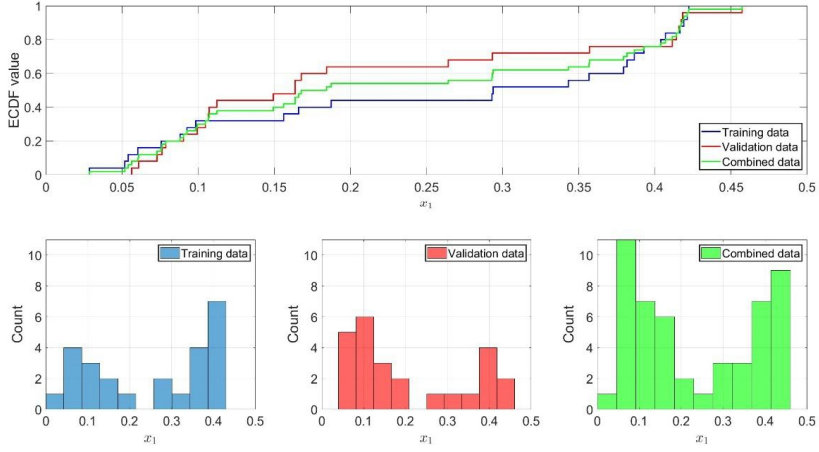 1
0.8
0.6
0.4
0.2
0
ECDF value
0 0.05 0.1 0.15 0.2 0.25 0.3 0.35 0.4 0.45 0.5
x₁
Training data
Validation data
Combined data
10
8
6
4
2
0
Count
Training data
0 0.1 0.2 0.3 0.4 0.5
x₁
10
8
6
4
2
0
Count
Validation data
0 0.1 0.2 0.3 0.4 0.5
x₁
10
8
6
4
2
0
Count
Combined data
0 0.1 0.2 0.3 0.4 0.5
x₁